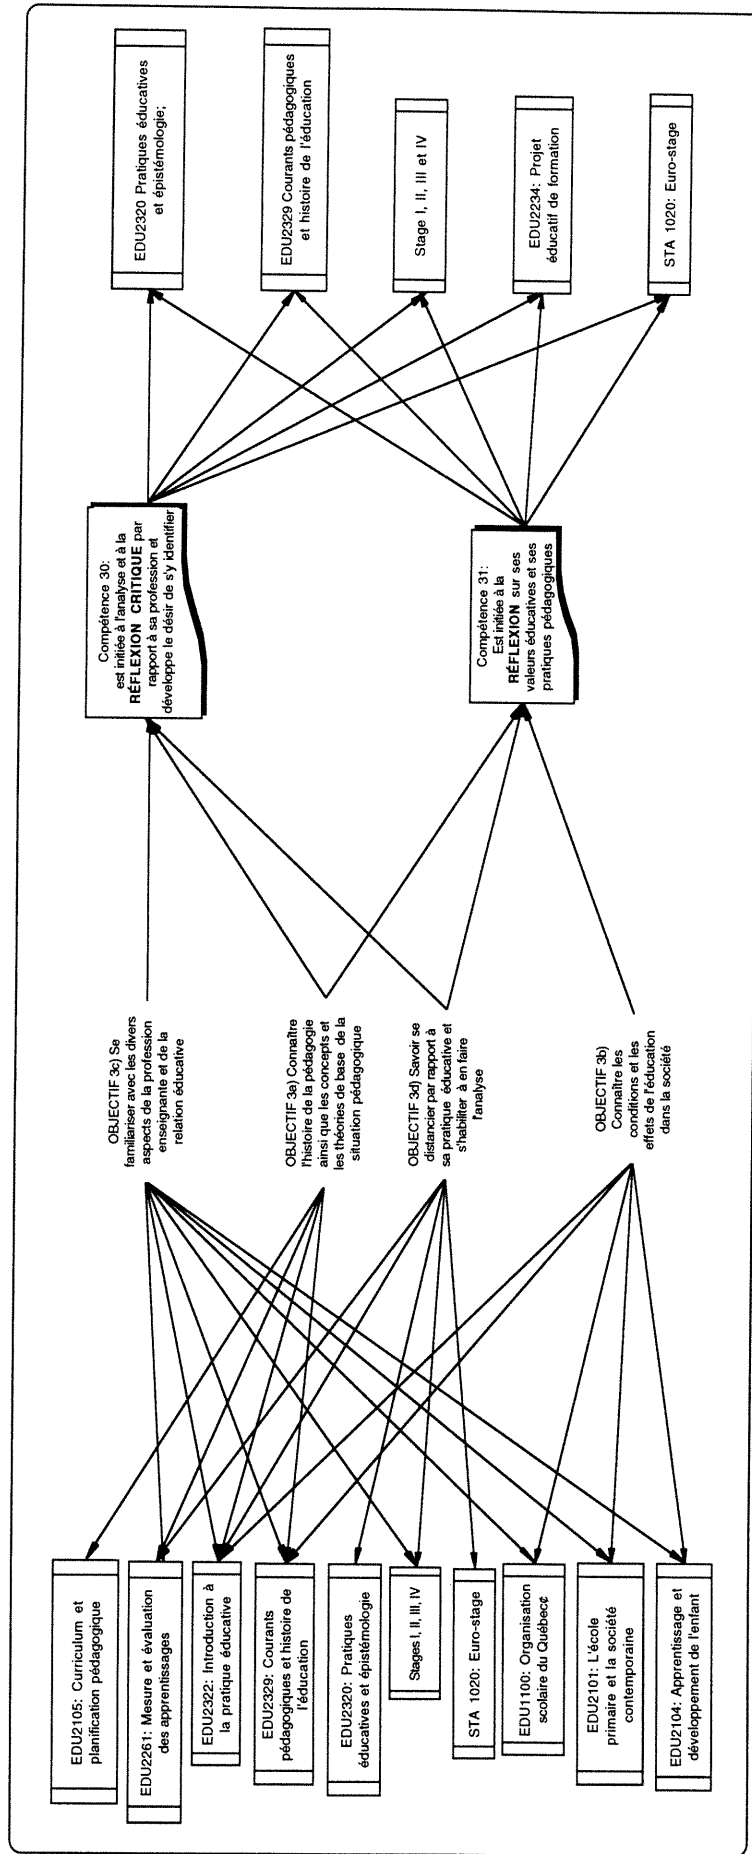 EDU2105: Curriculum et
planification pédagogique
EDU2261: Mesure et évaluation
des apprentissages
EDU2322: Introduction à
la pratique éducative
EDU2329: Courants
pédagogiques et histoire de
l'éducation
EDU2320: Pratiques
éducatives et épistémologie
Stages I, II, III, IV
STA 1020: Euro-stage
EDU1100: Organisation
scolaire du Québec¢
EDU2101: L'école
primaire et la société
contemporaine
EDU2104: Apprentissage et
développement de l'enfant
OBJECTIF 3c) Se
familiariser avec les divers
aspects de la profession
enseignante et de la
relation éducative
OBJECTIF 3a) Connaître
l'histoire de la pédagogie
ainsi que les concepts et
les théories de base de la
situation pédagogique
OBJECTIF 3d) Savoir se
distancier par rapport à
sa pratique éducative et
s'habiliter à en faire
l'analyse
OBJECTIF 3b)
Connaître les
conditions et les
effets de l'éducation
dans la société
Compétence 30:
est initiée à l'analyse et à la
RÉFLEXION CRITIQUE par
rapport à sa profession et
développe le désir de s'y identifier
Compétence 31:
Est initiée à la
RÉFLEXION sur ses
valeurs éducatives et ses
pratiques pédagogiques
EDU2320 Pratiques éducatives
et épistémologie;
EDU2329 Courants pédagogiques
et histoire de l'éducation
Stage I, II, III et IV
EDU2234: Projet
éducatif de formation
STA 1020: Euro-stage